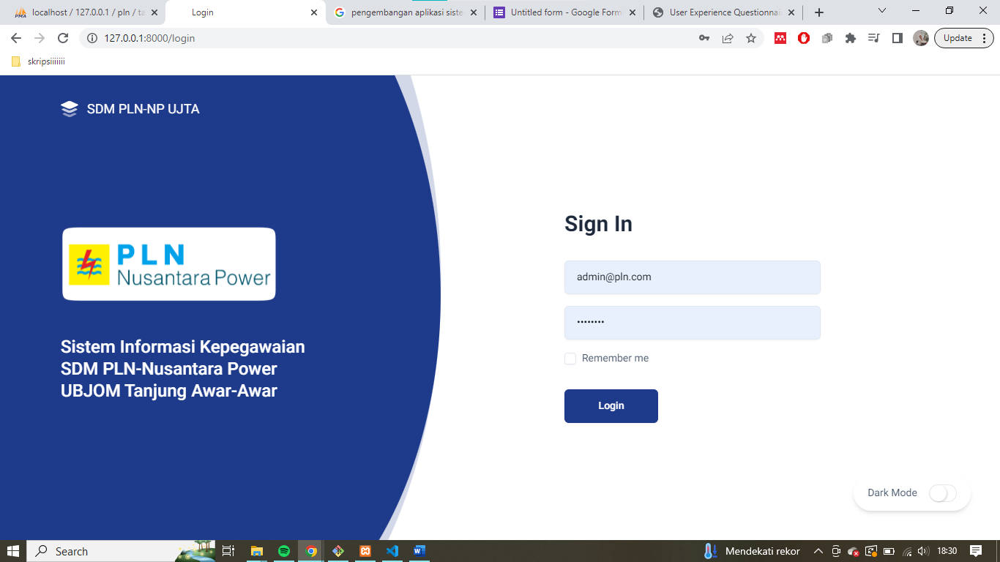 localhost / 127.0.0.1 / pln / ta
Login
pengembangan aplikasi siste
Untitled form - Google Form
User Experience Questionnai
127.0.0.1:8000/login
Update
skripsiiiiiii
SDM PLN-NP UJTA
PLN
Nusantara Power
Sistem Informasi Kepegawaian
SDM PLN-Nusantara Power
UBJOM Tanjung Awar-Awar
Sign In
admin@pln.com
••••••••
Remember me
Login
Dark Mode
Search
Mendekati rekor
18:30